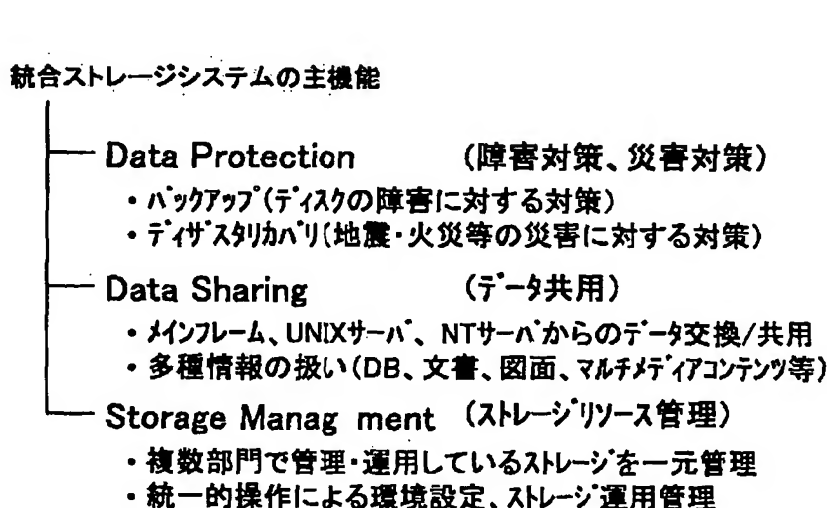 統合ストレージシステムの主機能
Data Protection (障害対策、災害対策)
・ﾊﾞｯｸｱｯﾌﾟ(ﾃﾞｨｽｸの障害に対する対策)
・ﾃﾞｨｻﾞｽﾀﾘｶﾊﾞﾘ(地震・火災等の災害に対する対策)
Data Sharing (ﾃﾞｰﾀ共用)
・ﾒｲﾝﾌﾚｰﾑ、UNIXｻｰﾊﾞ、NTｻｰﾊﾞからのﾃﾞｰﾀ交換/共用
・多種情報の扱い(DB、文書、図面、ﾏﾙﾁﾒﾃﾞｨｱｺﾝﾃﾝﾂ等)
Storage Manag ment (ｽﾄﾚｰｼﾞﾘｿｰｽ管理)
・複数部門で管理・運用しているｽﾄﾚｰｼﾞを一元管理
・統一的操作による環境設定、ｽﾄﾚｰｼﾞ運用管理